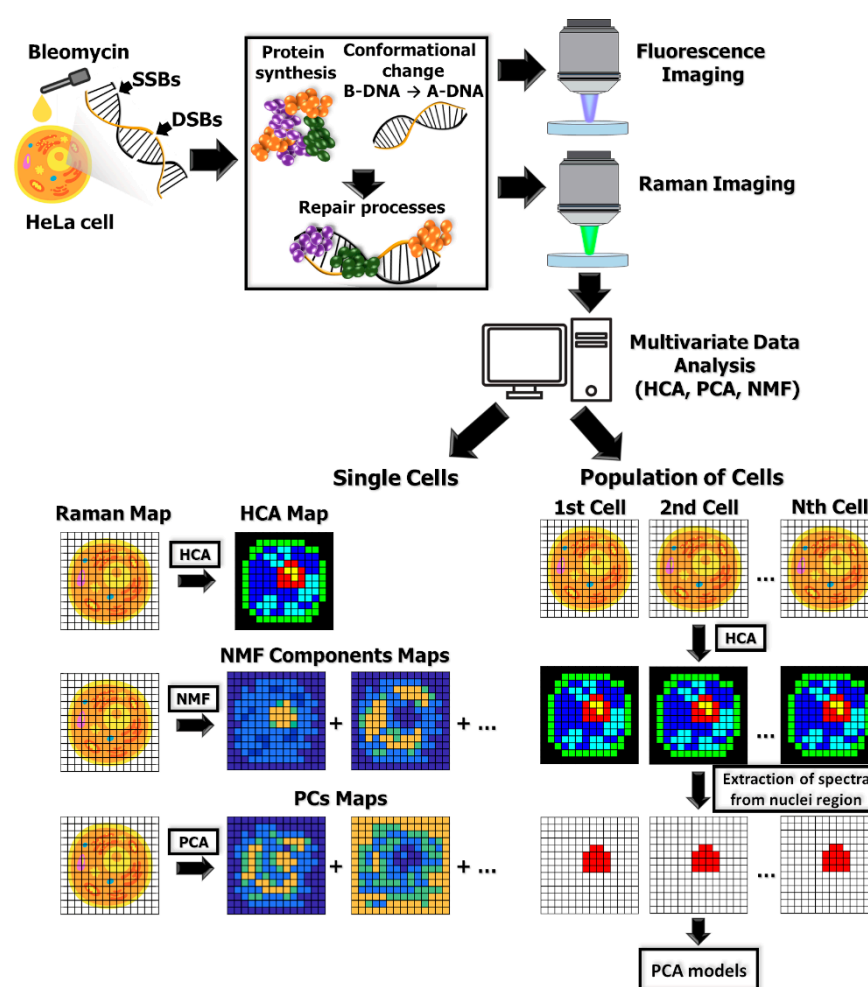 Bleomycin
SSBs
DSBs
HeLa cell
Protein
synthesis
Conformational
change
B-DNA → A-DNA
Repair processes
Fluorescence
Imaging
Raman Imaging
Multivariate Data
Analysis
(HCA, PCA, NMF)
Single Cells
Raman Map
HCA Map
HCA
NMF Components Maps
NMF
+
+ ...
PCs Maps
PCA
+
+ ...
Population of Cells
1st Cell
2nd Cell
Nth Cell
...
HCA
...
Extraction of spectra
from nuclei region
...
PCA models